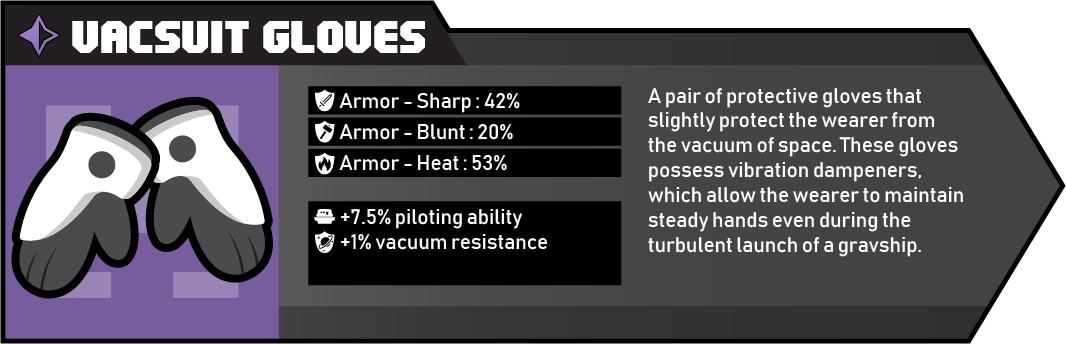 VACSUIT GLOVES
Armor - Sharp : 42%
Armor - Blunt : 20%
Armor - Heat : 53%
+7.5% piloting ability
+1% vacuum resistance
A pair of protective gloves that
slightly protect the wearer from
the vacuum of space. These gloves
possess vibration dampeners,
which allow the wearer to maintain
steady hands even during the
turbulent launch of a gravship.